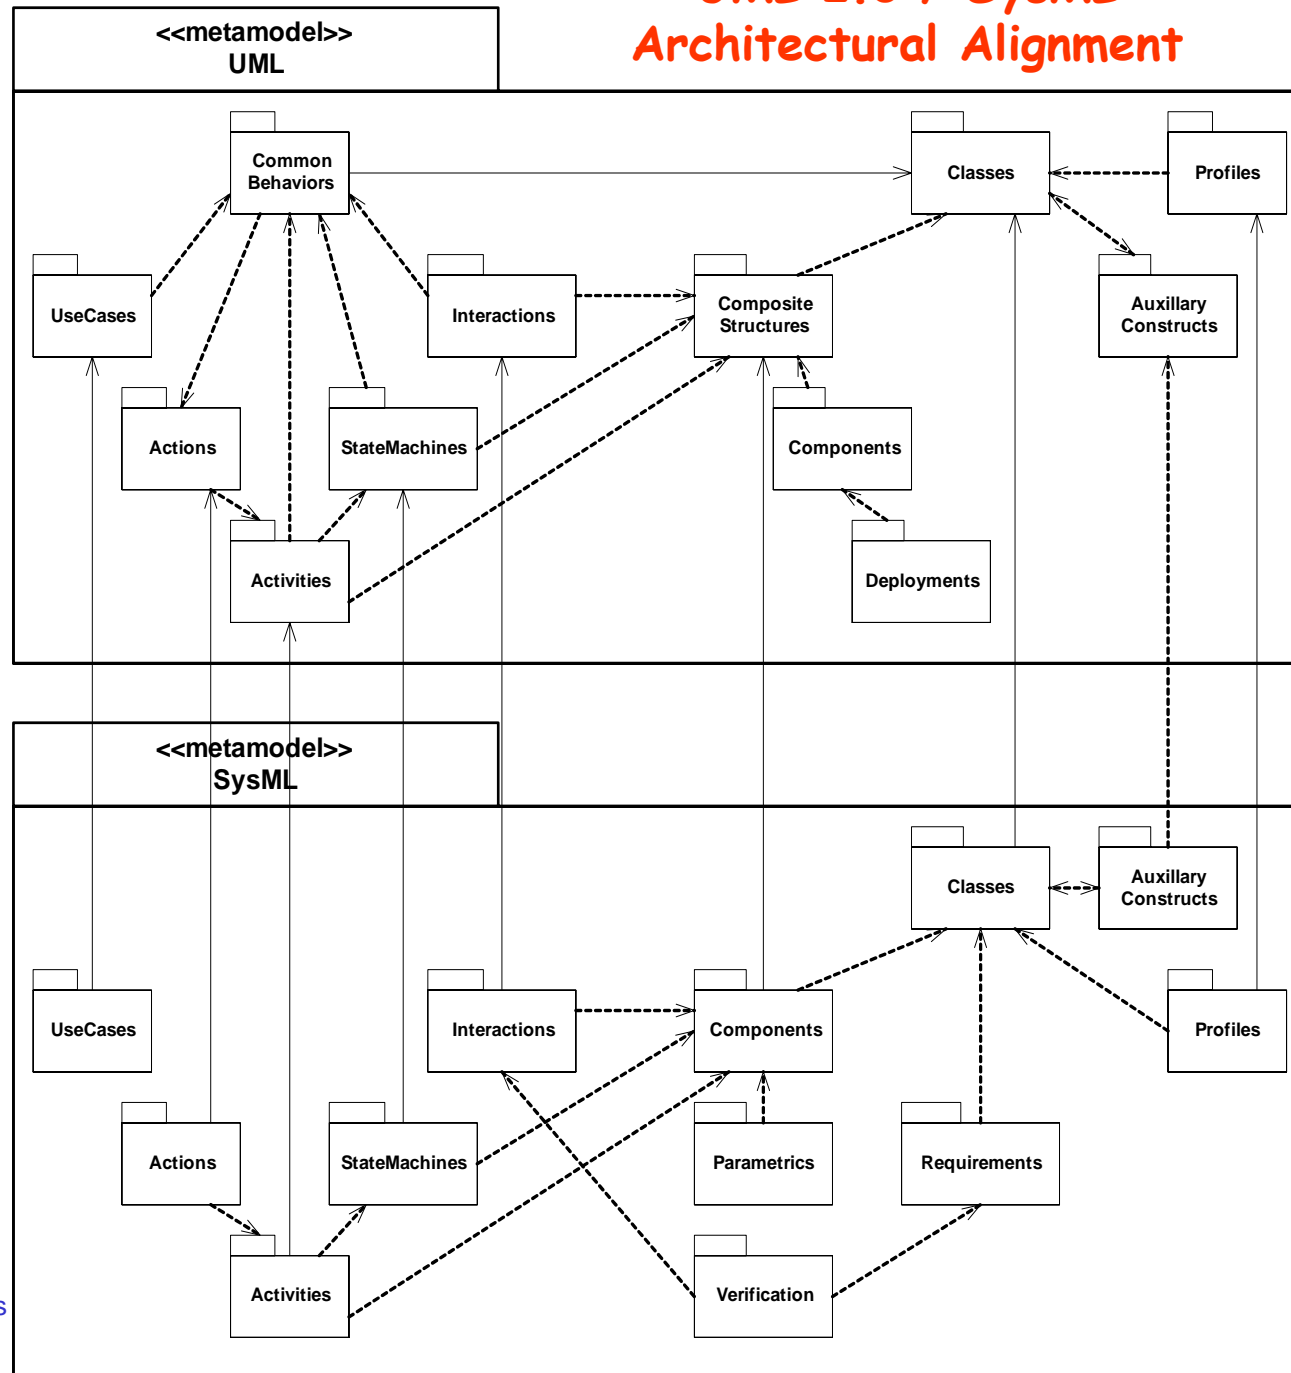 Architectural Alignment
<<metamodel>>
UML
Common
Behaviors
Classes
Profiles
UseCases
Interactions
Composite
Structures
Auxillary
Constructs
Actions
StateMachines
Components
Activities
Deployments
<<metamodel>>
SysML
Classes
Auxillary
Constructs
UseCases
Interactions
Components
Profiles
Actions
StateMachines
Parametrics
Requirements
Activities
Verification